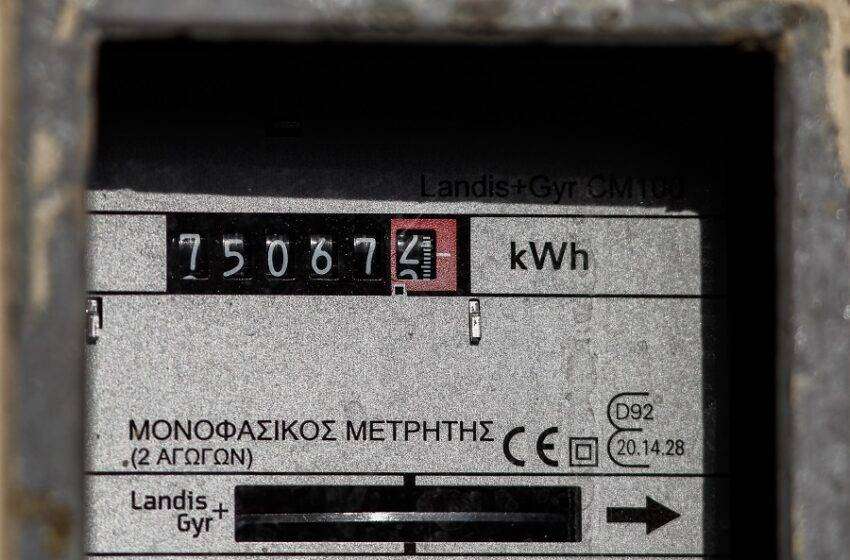 Landis+Gyr CM100
750672 kWh
ΜΟΝΟΦΑΣΙΚΟΣ ΜΕΤΡΗΤΗΣ
.(2 ΑΓΩΓΩΝ)
CE
D92
20.14.28
Landis
Gyr+